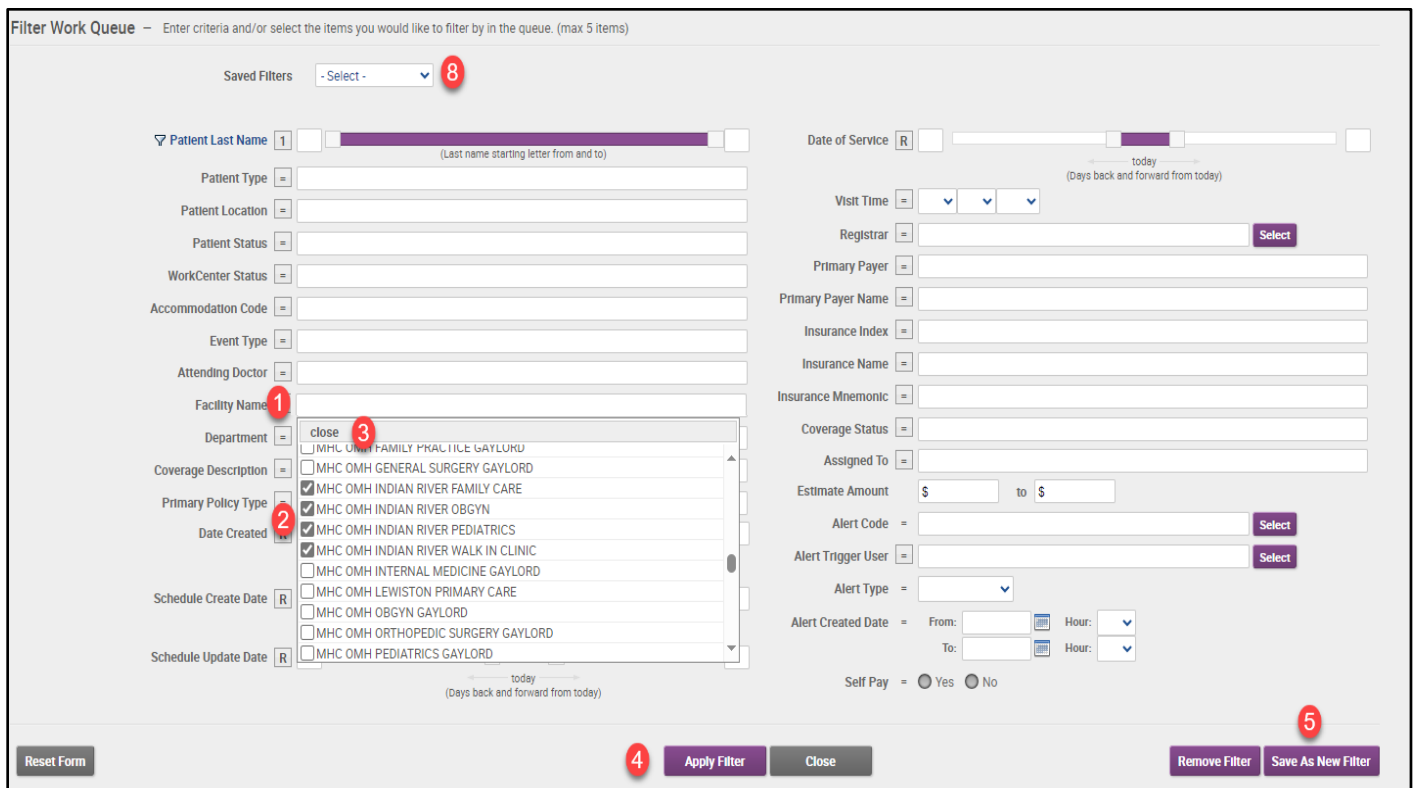 Filter Work Queue – Enter criteria and/or select the items you would like to filter by in the queue. (max 5 items)
Saved Filters - Select - 8
Patient Last Name 1
(Last name starting letter from and to)
Patient Type =
Patient Location =
Patient Status =
WorkCenter Status =
Accommodation Code =
Event Type =
Attending Doctor =
Facility Name 1
Department =
close 3
MHC OMH FAMILY PRACTICE GAYLORD
MHC OMH GENERAL SURGERY GAYLORD
Coverage Description =
MHC OMH INDIAN RIVER FAMILY CARE
Primary Policy Type =
MHC OMH INDIAN RIVER OBGYN
2
Date Created R
MHC OMH INDIAN RIVER PEDIATRICS
MHC OMH INDIAN RIVER WALK IN CLINIC
MHC OMH INTERNAL MEDICINE GAYLORD
Schedule Create Date R
MHC OMH LEWISTON PRIMARY CARE
MHC OMH OBGYN GAYLORD
MHC OMH ORTHOPEDIC SURGERY GAYLORD
Schedule Update Date R
MHC OMH PEDIATRICS GAYLORD
today
(Days back and forward from today)
Date of Service R
today
(Days back and forward from today)
Visit Time =
Registrar = Select
Primary Payer =
Primary Payer Name =
Insurance Index =
Insurance Name =
Insurance Mnemonic =
Coverage Status =
Assigned To =
Estimate Amount $ to $
Alert Code = Select
Alert Trigger User = Select
Alert Type =
Alert Created Date = From: Hour:
To: Hour:
Self Pay = Yes No
5
Reset Form 4 Apply Filter Close Remove Filter Save As New Filter